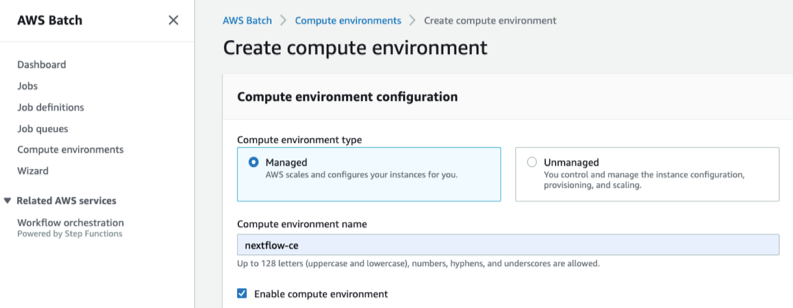 AWS Batch
Dashboard
Jobs
Job definitions
Job queues
Compute environments
Wizard
Related AWS services
Workflow orchestration
Powered by Step Functions
AWS Batch > Compute environments > Create compute environment
Create compute environment
Compute environment configuration
Compute environment type
Managed
AWS scales and configures your instances for you.
Unmanaged
You control and manage the instance configuration,
provisioning, and scaling.
Compute environment name
nextflow-ce
Up to 128 letters (uppercase and lowercase), numbers, hyphens, and underscores are allowed.
Enable compute environment